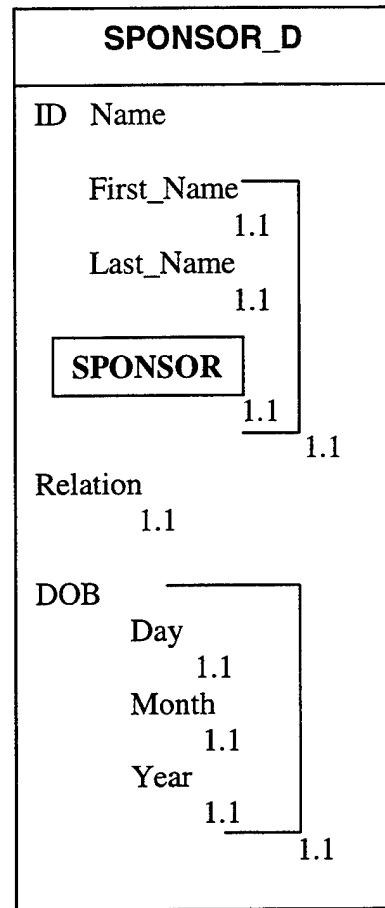 SPONSOR_D
ID Name
First_Name
1.1
Last_Name
1.1
SPONSOR
1.1
1.1
Relation
1.1
DOB
Day
1.1
Month
1.1
Year
1.1
1.1